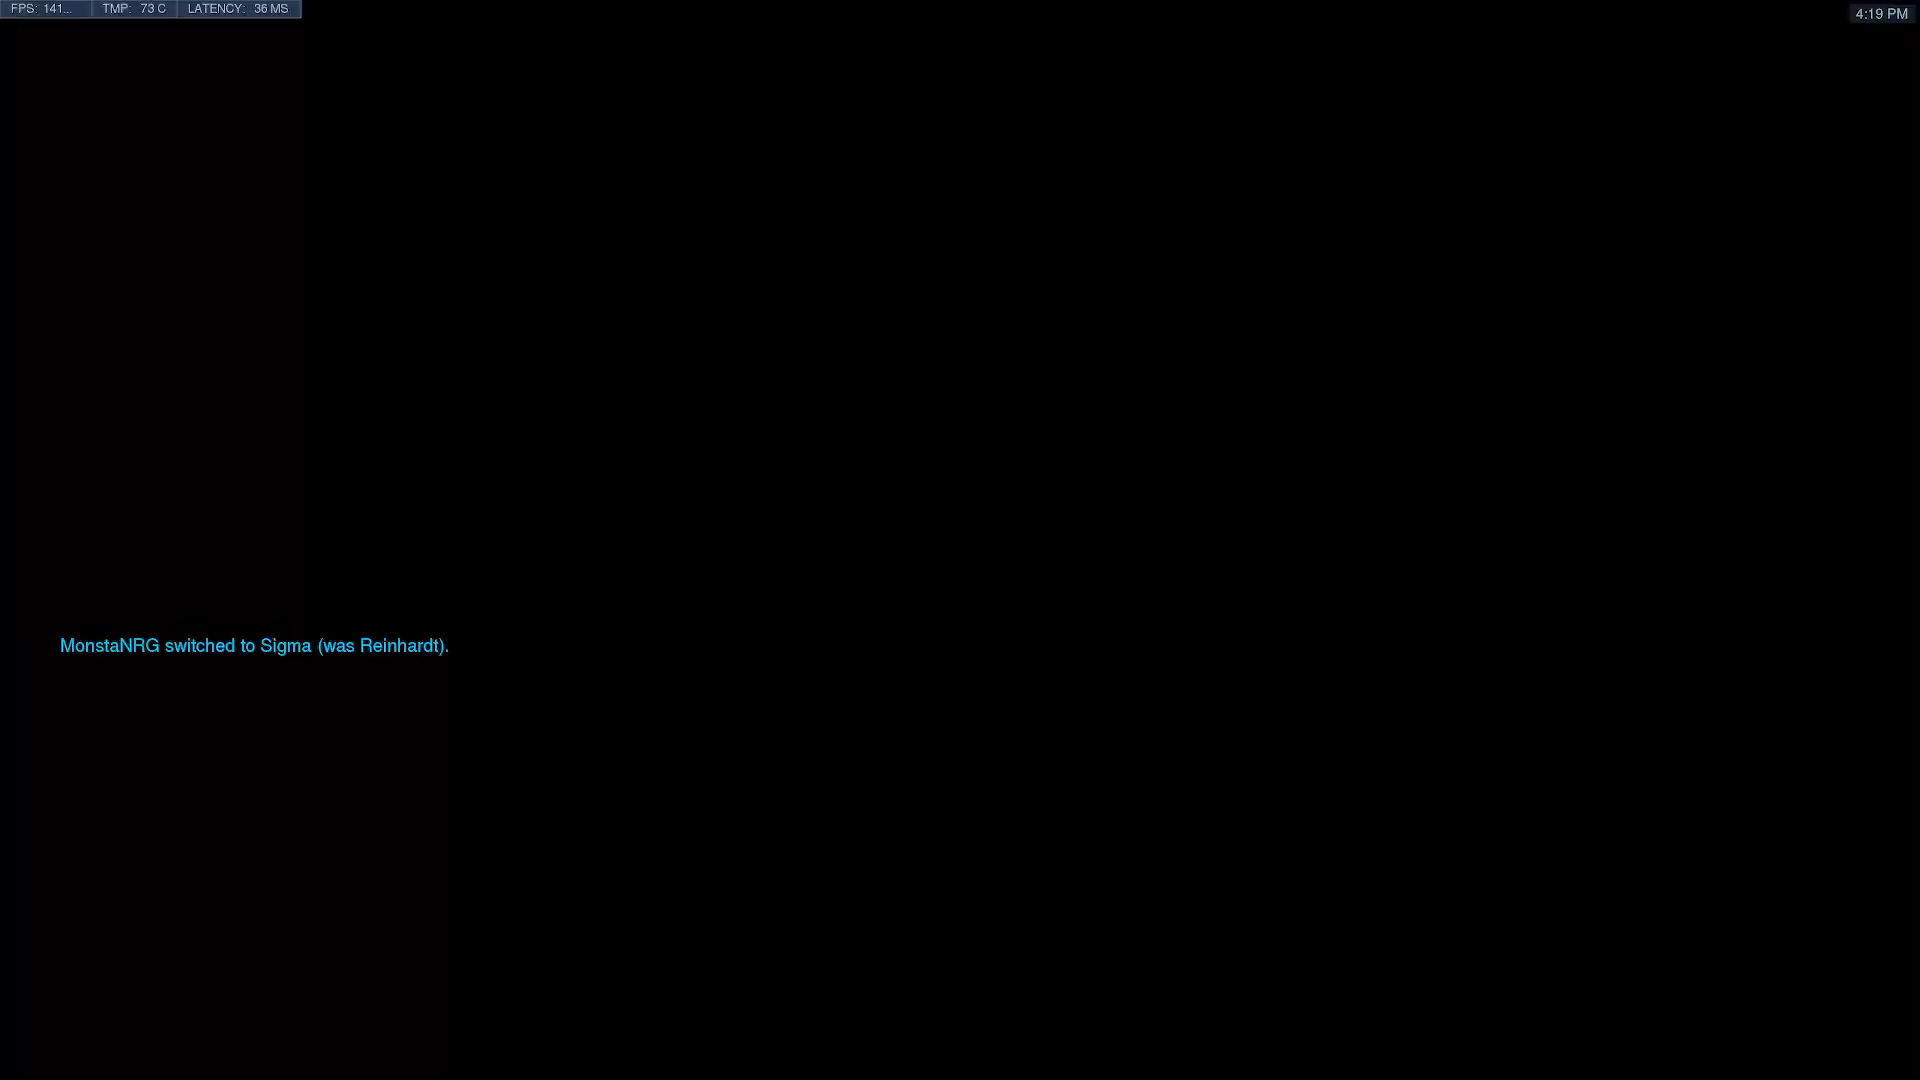 FPS: 141... TMP: 73 C LATENCY: 36 MS
4:19 PM
MonstaNRG switched to Sigma (was Reinhardt).